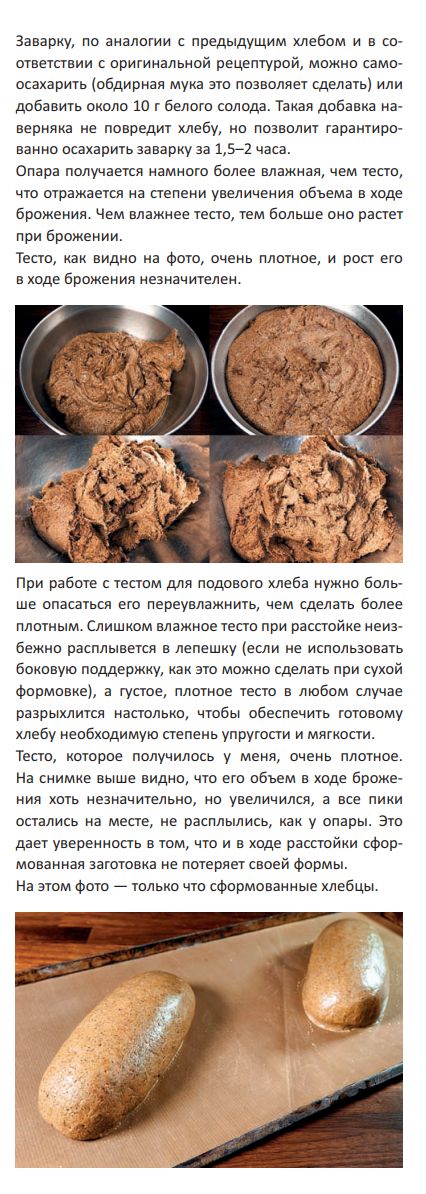 Заварку, по аналогии с предыдущим хлебом и в со-
ответствии с оригинальной рецептурой, можно само-
осахарить (обдирная мука это позволяет сделать) или
добавить около 10 г белого солода. Такая добавка на-
верняка не повредит хлебу, но позволит гарантиро-
ванно осахарить заварку за 1,5–2 часа.
Опара получается намного более влажная, чем тесто,
что отражается на степени увеличения объема в ходе
брожения. Чем влажнее тесто, тем больше оно растет
при брожении.
Тесто, как видно на фото, очень плотное, и рост его
в ходе брожения незначителен.
При работе с тестом для подового хлеба нужно боль-
ше опасаться его переувлажнить, чем сделать более
плотным. Слишком влажное тесто при расстойке неиз-
бежно расплывется в лепешку (если не использовать
боковую поддержку, как это можно сделать при сухой
формовке), а густое, плотное тесто в любом случае
разрыхлится настолько, чтобы обеспечить готовому
хлебу необходимую степень упругости и мягкости.
Тесто, которое получилось у меня, очень плотное.
На снимке выше видно, что его объем в ходе броже-
ния хоть незначительно, но увеличился, а все пики
остались на месте, не расплылись, как у опары. Это
дает уверенность в том, что и в ходе расстойки сфор-
мованная заготовка не потеряет своей формы.
На этом фото — только что сформованные хлебцы.